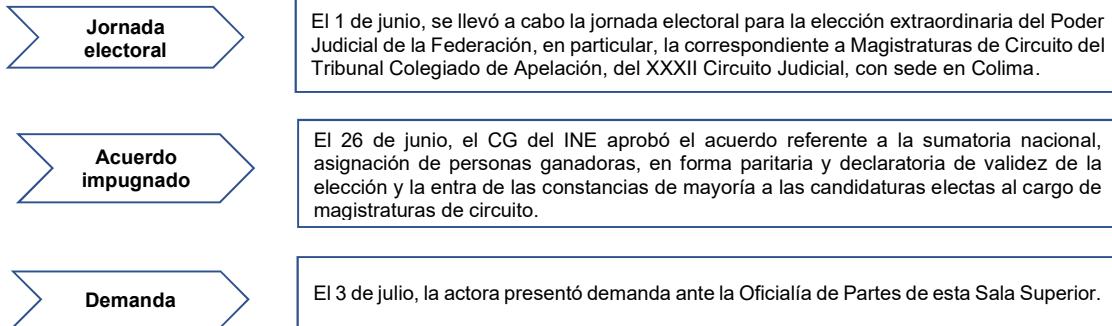 Jornada
electoral
El 1 de junio, se llevó a cabo la jornada electoral para la elección extraordinaria del Poder
Judicial de la Federación, en particular, la correspondiente a Magistraturas de Circuito del
Tribunal Colegiado de Apelación, del XXXII Circuito Judicial, con sede en Colima.
Acuerdo
impugnado
El 26 de junio, el CG del INE aprobó el acuerdo referente a la sumatoria nacional,
asignación de personas ganadoras, en forma paritaria y declaratoria de validez de la
elección y la entra de las constancias de mayoría a las candidaturas electas al cargo de
magistraturas de circuito.
Demanda
El 3 de julio, la actora presentó demanda ante la Oficialía de Partes de esta Sala Superior.